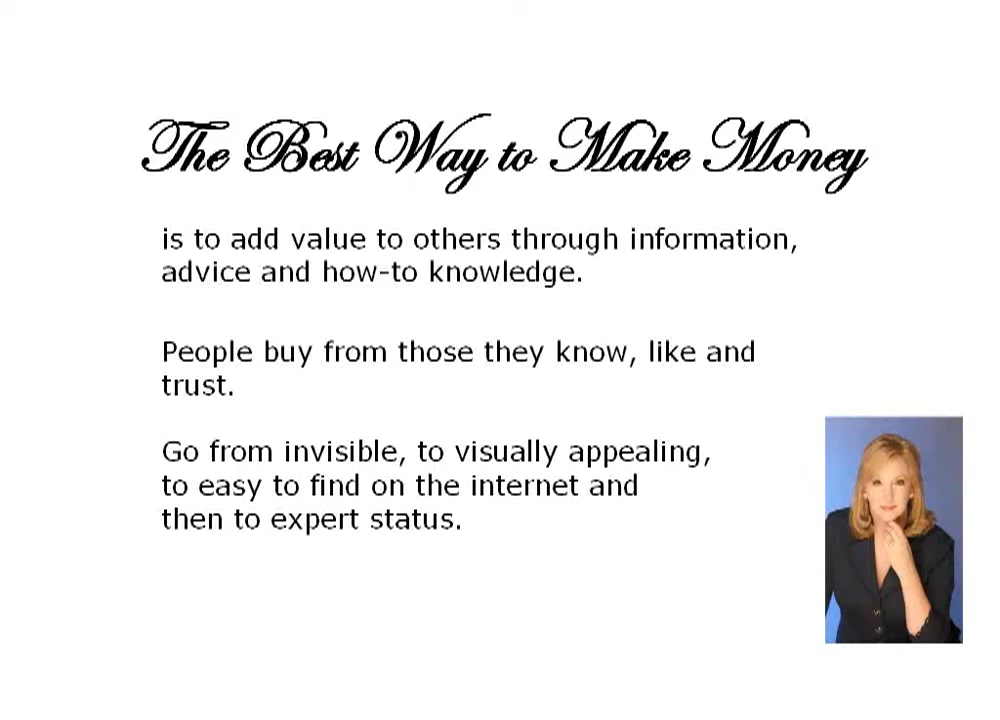 The Best Way to Make Money
is to add value to others through information,
advice and how-to knowledge.
People buy from those they know, like and
trust.
Go from invisible, to visually appealing,
to easy to find on the internet and
then to expert status.